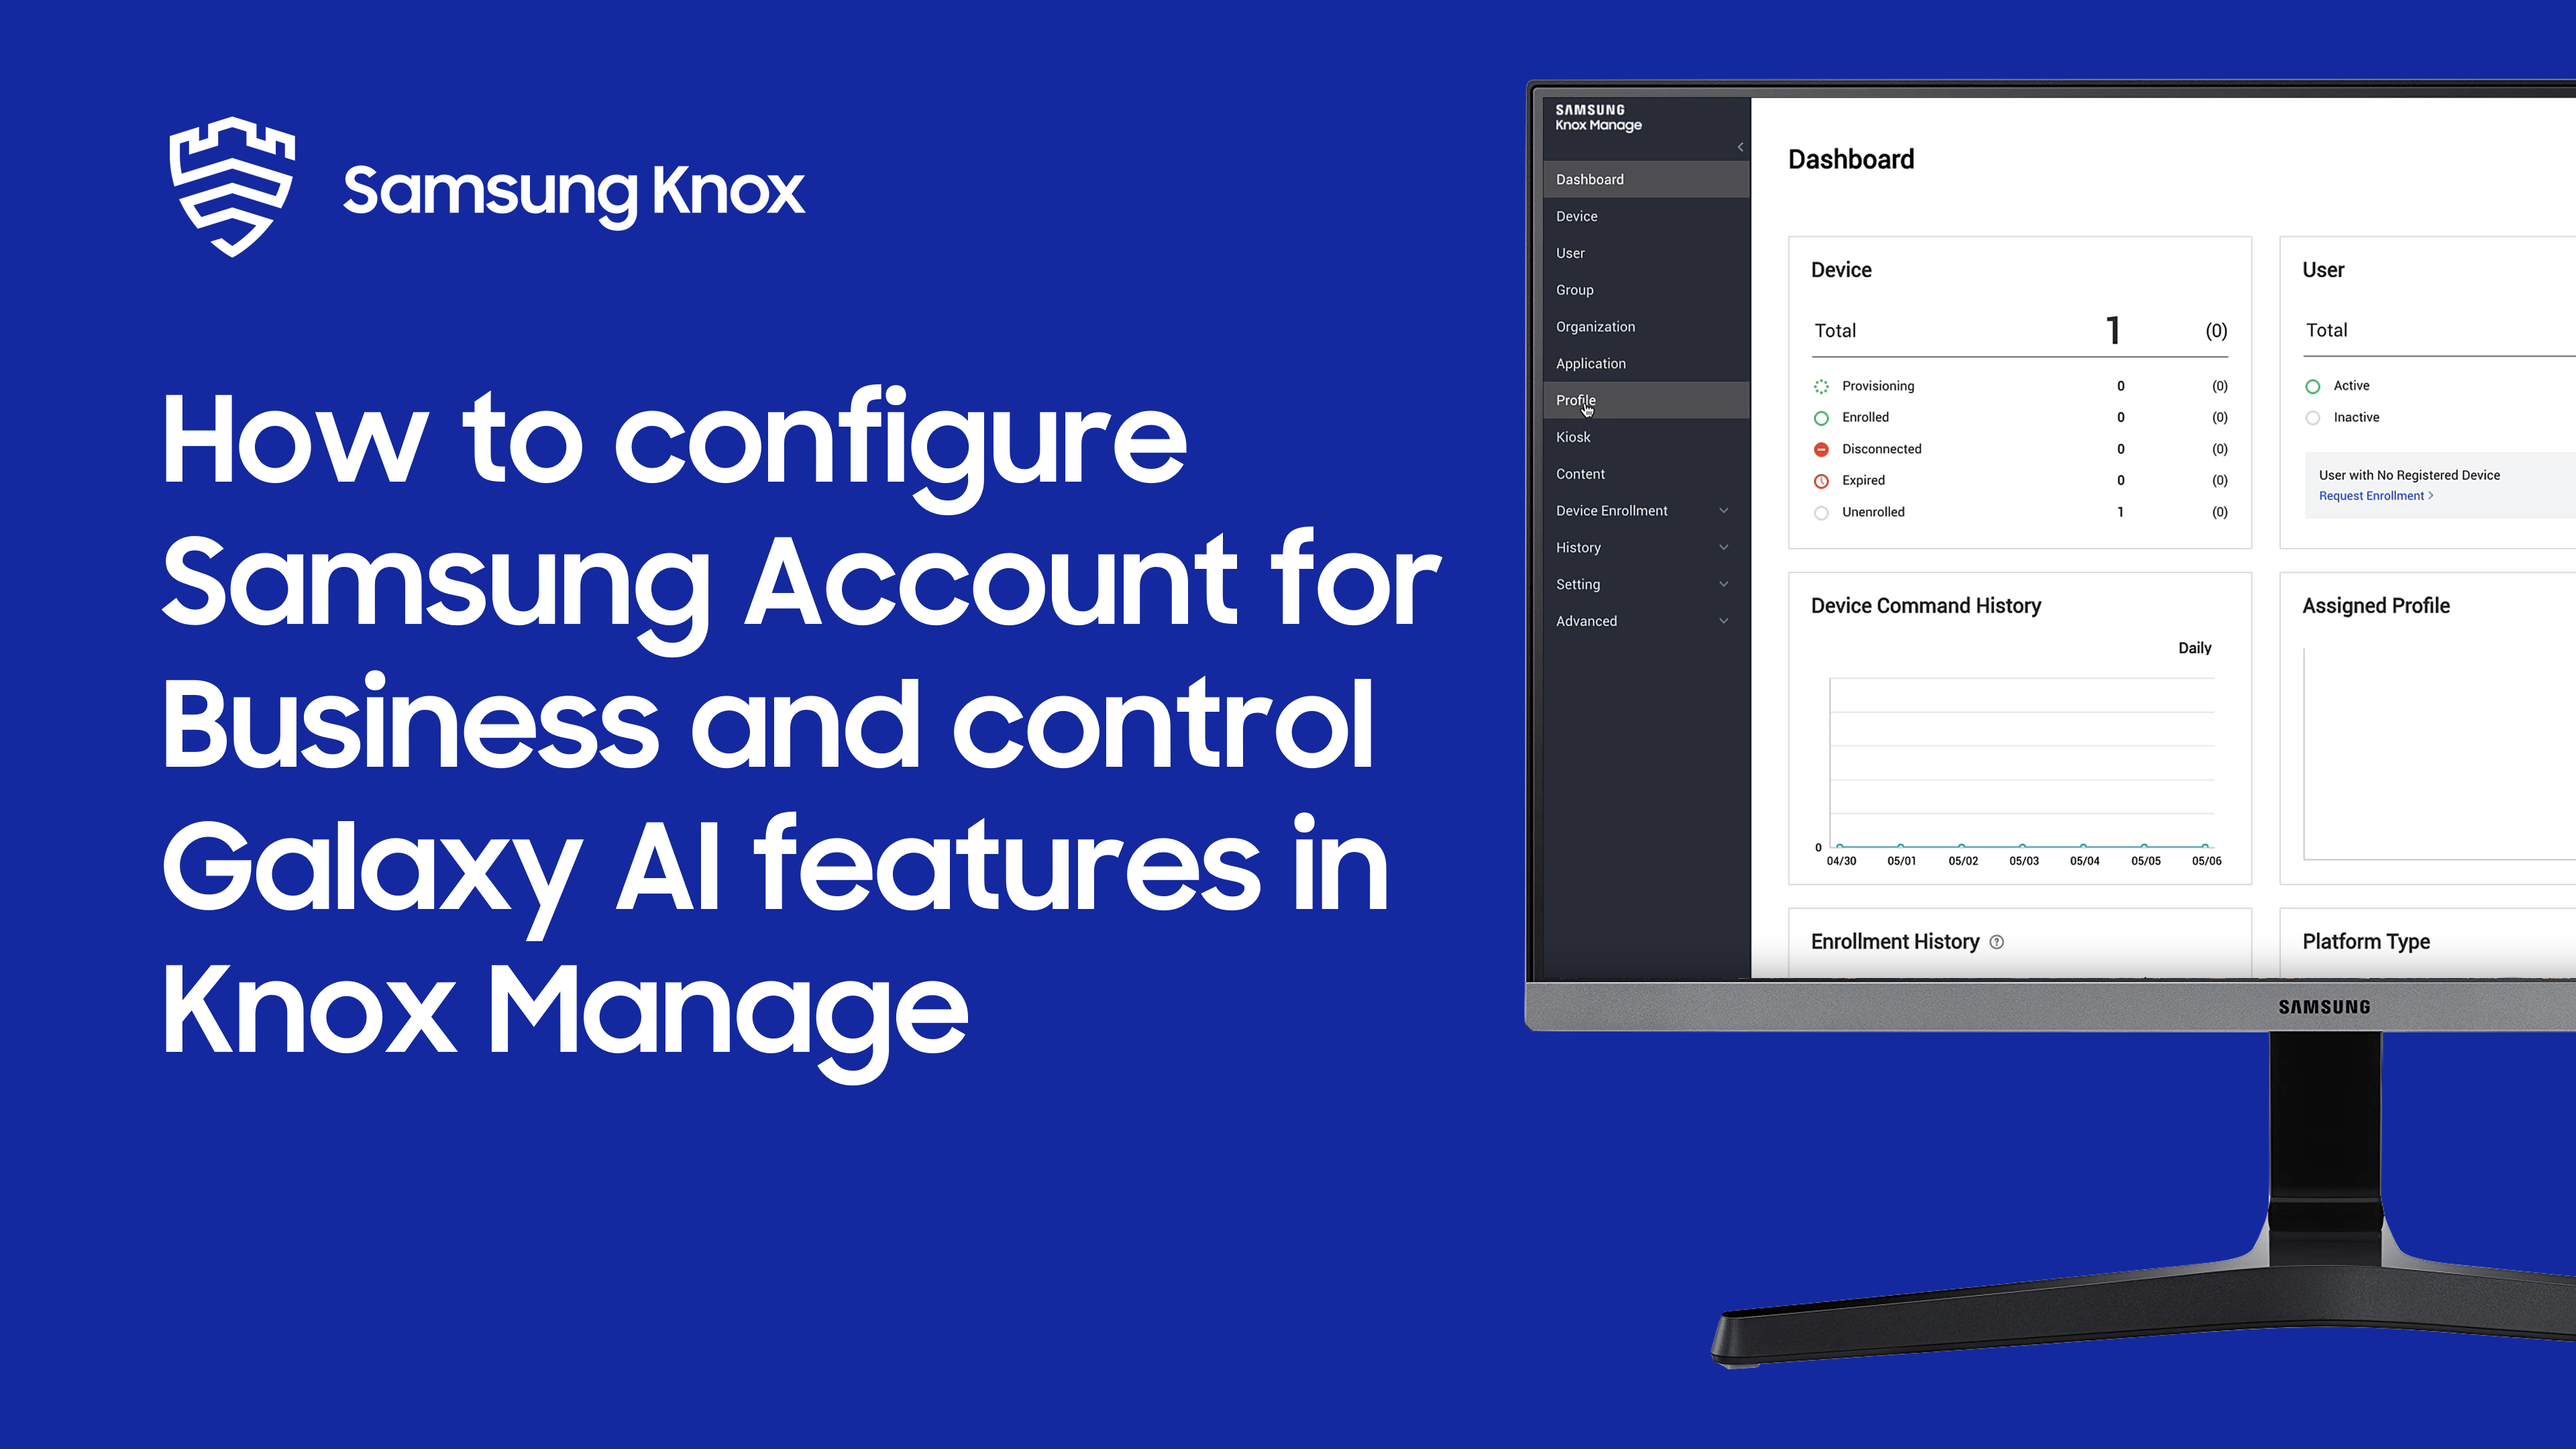 Samsung Knox
How to configure
Samsung Account for
Business and control
Galaxy AI features in
Knox Manage
SAMSUNG
Knox Manage
Dashboard
Device
User
Group
Organization
Application
Profile
Kiosk
Content
Device Enrollment
History
Setting
Advanced
Dashboard
Device
Total 1 (0)
Provisioning 0 (0)
Enrolled 0 (0)
Disconnected 0 (0)
Expired 0 (0)
Unenrolled 1 (0)
User
Total
Active
Inactive
User with No Registered Device
Request Enrollment >
Device Command History
Daily
0
04/30 05/01 05/02 05/03 05/04 05/05 05/06
Assigned Profile
Enrollment History ?
Platform Type
SAMSUNG